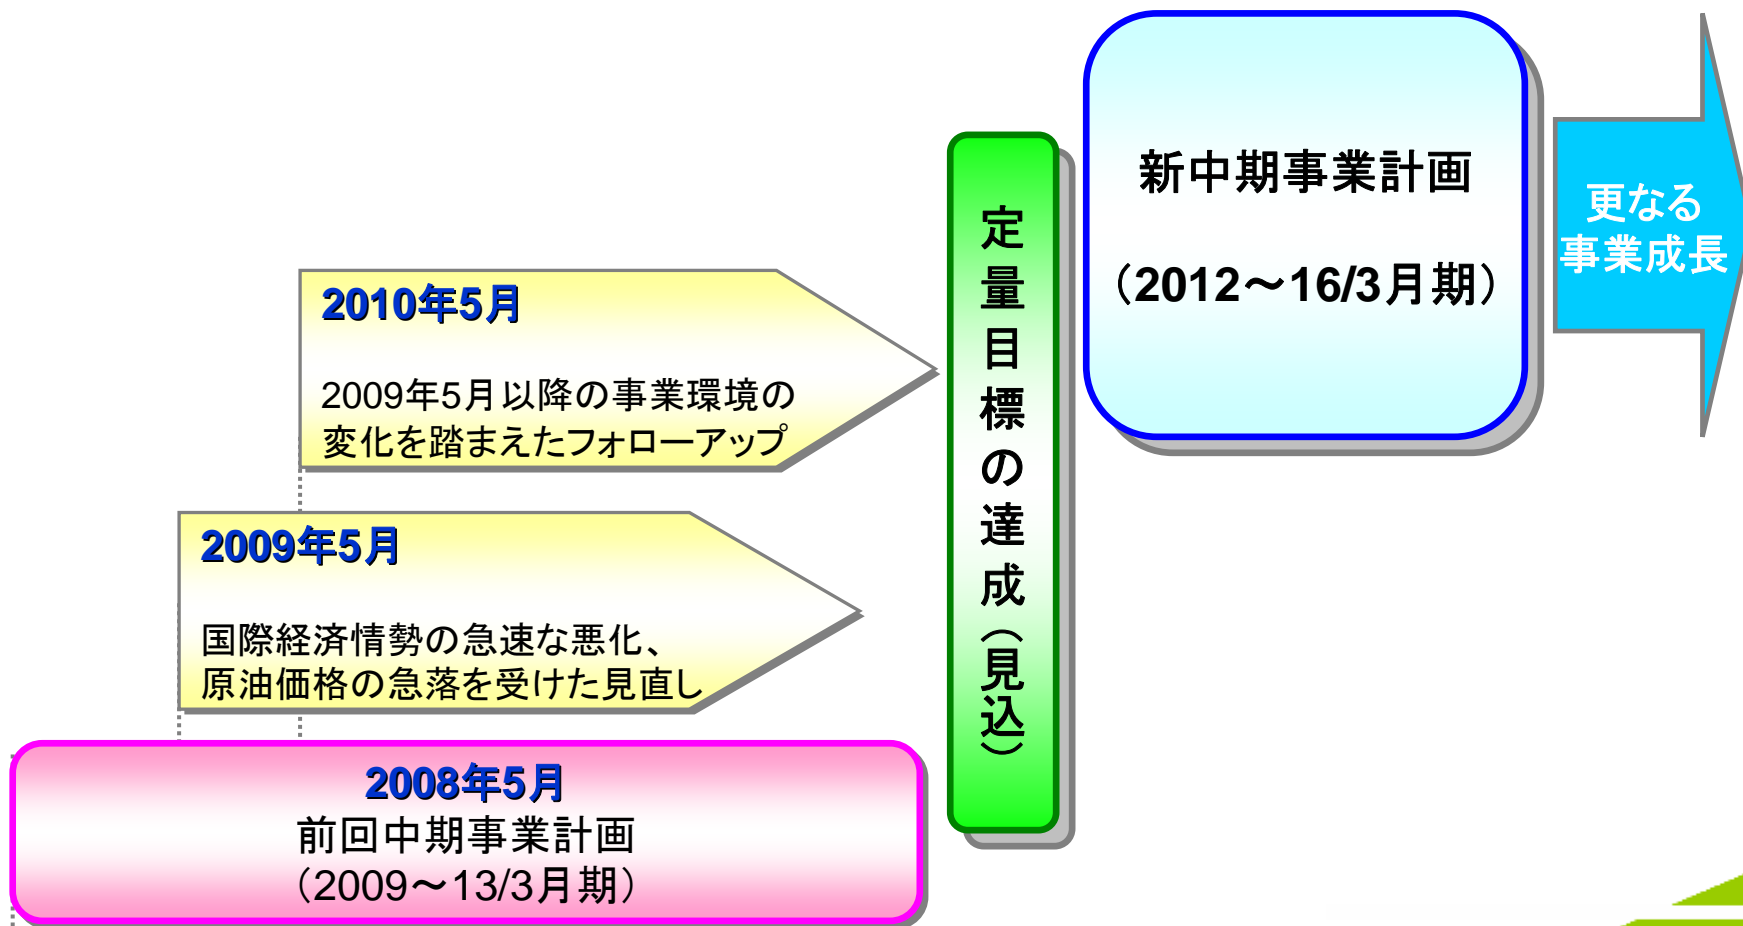 新中期事業計画
（2012～16/3月期）
更なる
事業成長
定量目標の達成（見込）
2010年5月
2009年5月以降の事業環境の
変化を踏まえたフォローアップ
2009年5月
国際経済情勢の急速な悪化、
原油価格の急落を受けた見直し
2008年5月
前回中期事業計画
（2009～13/3月期）